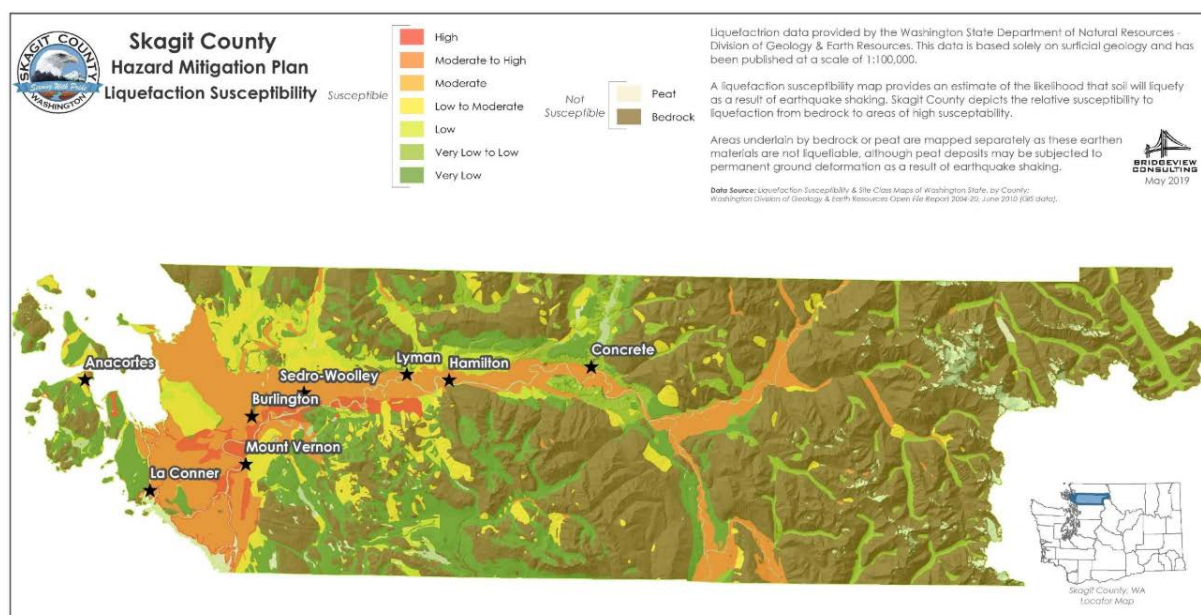 SKAGIT COUNTY
Serving With Pride
WASHINGTON
Skagit County
Hazard Mitigation Plan
Liquefaction Susceptibility
Susceptible
High
Moderate to High
Moderate
Low to Moderate
Low
Very Low to Low
Very Low
Not
Susceptible
Peat
Bedrock
Liquefactrion data provided by the Washington State Department of Natural Resources -
Division of Geology & Earth Resources. This data is based solely on surficial geology and has
been published at a scale of 1:100,000.
A liquefaction susceptibility map provides an estimate of the likelihood that soil will liquefy
as a result of earthquake shaking. Skagit County depicts the relative susceptibility to
liquefaction from bedrock to areas of high susceptability.
Areas underlain by bedrock or peat are mapped separately as these earthen
materials are not liquefiable, although peat deposits may be subjected to
permanent ground deformation as a result of earthquake shaking.
Data Source: Liquefaction Susceptibility & Site Class Maps of Washington State, by County;
Washington Division of Geology & Earth Resources Open File Report 2004-20; June 2010 (GIS data).
BRIDGEVIEW
CONSULTING
May 2019
Anacortes
Lyman
Hamilton
Concrete
Sedro-Woolley
Burlington
Mount Vernon
La Conner
Skagit County, WA
Locator Map